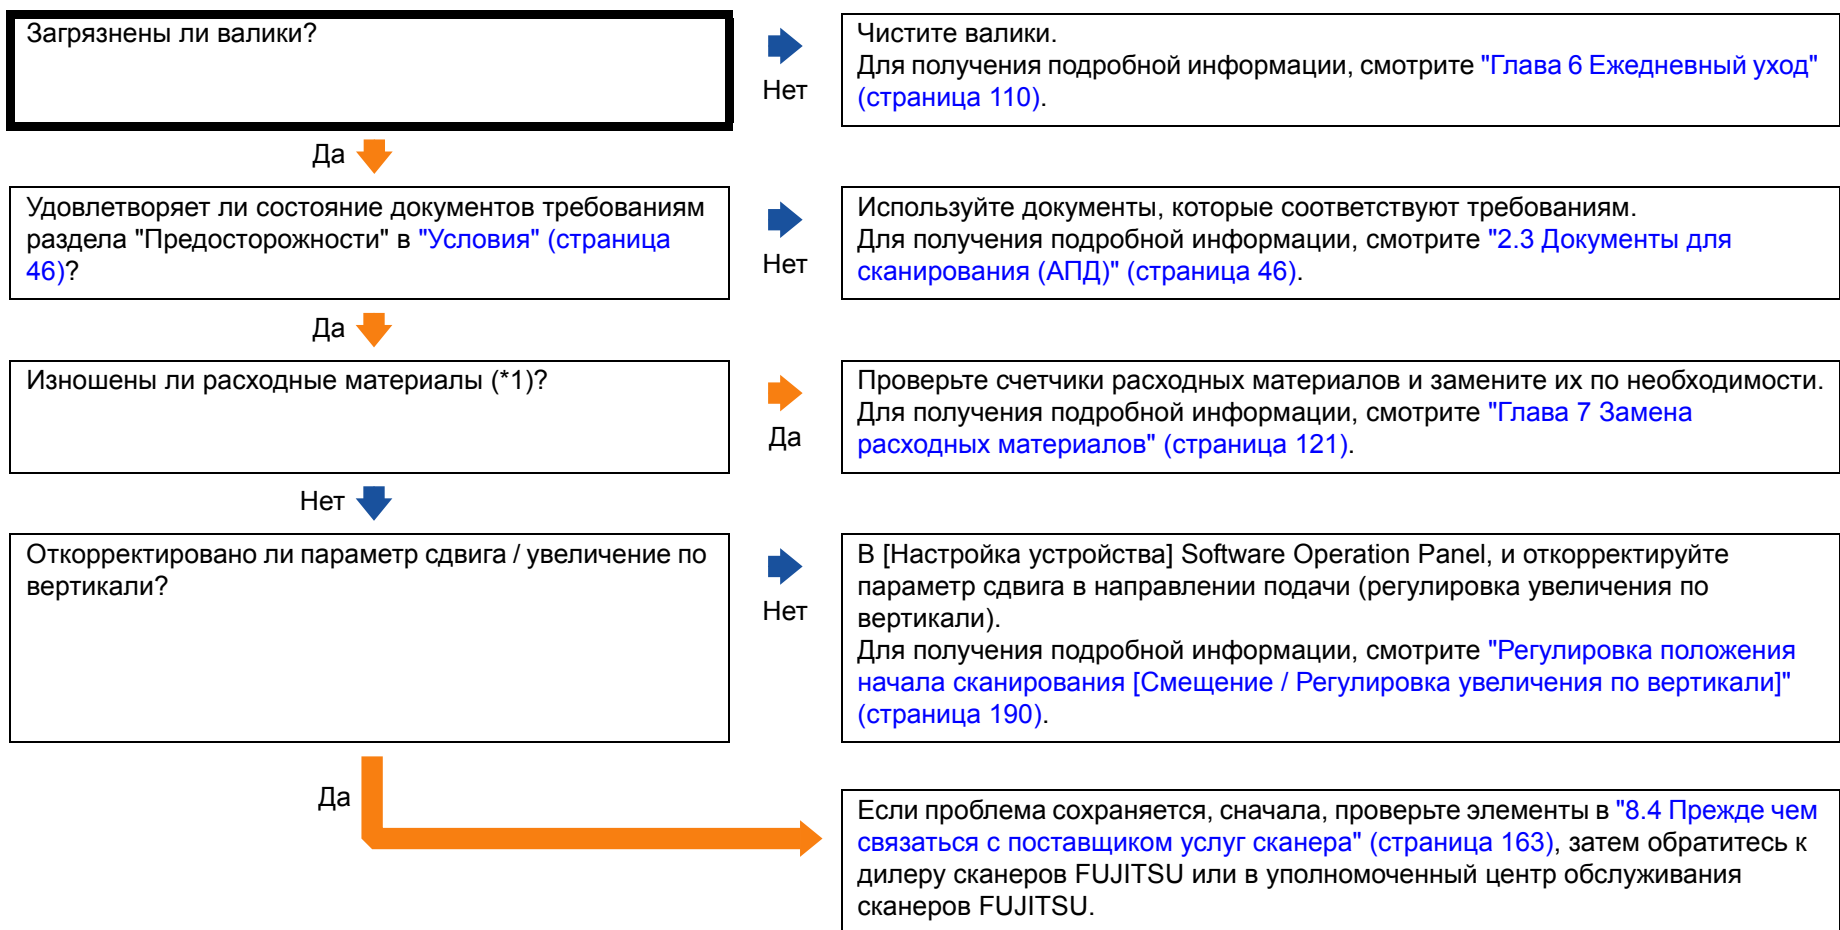 Загрязнены ли валики?
Нет
Чистите валики.
Для получения подробной информации, смотрите "Глава 6 Ежедневный уход"
(страница 110).
Да
Удовлетворяет ли состояние документов требованиям
раздела "Предосторожности" в "Условия" (страница
46)?
Нет
Используйте документы, которые соответствуют требованиям.
Для получения подробной информации, смотрите "2.3 Документы для
сканирования (АПД)" (страница 46).
Да
Изношены ли расходные материалы (*1)?
Да
Проверьте счетчики расходных материалов и замените их по необходимости.
Для получения подробной информации, смотрите "Глава 7 Замена
расходных материалов" (страница 121).
Нет
Откорректировано ли параметр сдвига / увеличение по
вертикали?
Нет
В [Настройка устройства] Software Operation Panel, и откорректируйте
параметр сдвига в направлении подачи (регулировка увеличения по
вертикали).
Для получения подробной информации, смотрите "Регулировка положения
начала сканирования [Смещение / Регулировка увеличения по вертикали]"
(страница 190).
Да
Если проблема сохраняется, сначала, проверьте элементы в "8.4 Прежде чем
связаться с поставщиком услуг сканера" (страница 163), затем обратитесь к
дилеру сканеров FUJITSU или в уполномоченный центр обслуживания
сканеров FUJITSU.